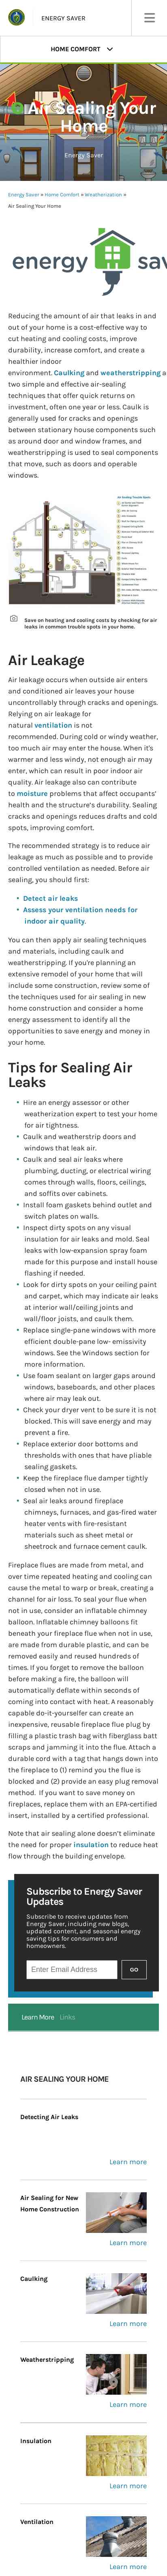 ENERGY SAVER
HOME COMFORT
Air Sealing Your
Home
Energy Saver
Energy Saver » Home Comfort » Weatherization »
Air Sealing Your Home
energy
Reducing the amount of air that leaks in and
out of your home is a cost-effective way to
cut heating and cooling costs, improve
durability, increase comfort, and create a
healthier indoor
environment. Caulking and weatherstripping a
two simple and effective air-sealing
techniques that offer quick returns on
investment, often one year or less. Caulk is
generally used for cracks and openings
between stationary house components such
as around door and window frames, and
weatherstripping is used to seal components
that move, such as doors and operable
windows.
Save on heating and cooling costs by checking for air
leaks in common trouble spots in your home.
Air Leakage
Air leakage occurs when outside air enters
and conditioned air leaves your house
uncontrollably through cracks and openings.
Relying on air leakage for
natural ventilation is not
recommended. During cold or windy weather,
too much air may enter the house. When it's
warm and less windy, not enough air may
enter, which can result in poor indoor air
quality. Air leakage also contributes
to moisture problems that affect occupants'
health and the structure's durability. Sealing
cracks and openings reduces drafts and cold
spots, improving comfort.
The recommended strategy is to reduce air
leakage as much as possible and to provide
controlled ventilation as needed. Before air
sealing, you should first:
• Detect air leaks
• Assess your ventilation needs for
indoor air quality.
You can then apply air sealing techniques
and materials, including caulk and
weatherstripping. If you're planning an
extensive remodel of your home that will
include some construction, review some of
the techniques used for air sealing in new
home construction and consider a home
energy assessment to identify all the
opportunities to save energy and money in
your home.
Tips for Sealing Air
Leaks
• Hire an energy assessor or other
weatherization expert to test your home
for air tightness.
• Caulk and weatherstrip doors and
windows that leak air.
• Caulk and seal air leaks where
plumbing, ducting, or electrical wiring
comes through walls, floors, ceilings,
and soffits over cabinets.
• Install foam gaskets behind outlet and
switch plates on walls.
• Inspect dirty spots on any visual
insulation for air leaks and mold. Seal
leaks with low-expansion spray foam
made for this purpose and install house
flashing if needed.
• Look for dirty spots on your ceiling paint
and carpet, which may indicate air leaks
at interior wall/ceiling joints and
wall/floor joists, and caulk them.
• Replace single-pane windows with more
efficient double-pane low- emissivity
windows. See the Windows section for
more information.
• Use foam sealant on larger gaps around
windows, baseboards, and other places
where air may leak out.
• Check your dryer vent to be sure it is not
blocked. This will save energy and may
prevent a fire.
• Replace exterior door bottoms and
thresholds with ones that have pliable
sealing gaskets.
• Keep the fireplace flue damper tightly
closed when not in use.
• Seal air leaks around fireplace
chimneys, furnaces, and gas-fired water
heater vents with fire-resistant
materials such as sheet metal or
sheetrock and furnace cement caulk.
Fireplace flues are made from metal, and
over time repeated heating and cooling can
cause the metal to warp or break, creating a
channel for air loss. To seal your flue when
not in use, consider an inflatable chimney
balloon. Inflatable chimney balloons fit
beneath your fireplace flue when not in use,
are made from durable plastic, and can be
removed easily and reused hundreds of
times. If you forget to remove the balloon
before making a fire, the balloon will
automatically deflate within seconds of
coming into contact with heat. A reasonably
capable do-it-yourselfer can create an
inexpensive, reusable fireplace flue plug by
filling a plastic trash bag with fiberglass batt
scraps and jamming it into the flue. Attach a
durable cord with a tag that hangs down into
the fireplace to (1) remind you the flue is
blocked and (2) provide an easy plug removal
method. If you want to save money on
fireplaces, replace them with an EPA-certified
insert, installed by a certified professional.
Note that air sealing alone doesn't eliminate
the need for proper insulation to reduce heat
flow through the building envelope.
Subscribe to Energy Saver
Updates
Subscribe to receive updates from
Energy Saver, including new blogs,
updated content, and seasonal energy
saving tips for consumers and
homeowners.
Enter Email Address
GO
Learn More Links
AIR SEALING YOUR HOME
Detecting Air Leaks
Learn more
Air Sealing for New
Home Construction
Learn more
Caulking
Learn more
Weatherstripping
Learn more
Insulation
Learn more
Ventilation
Learn more